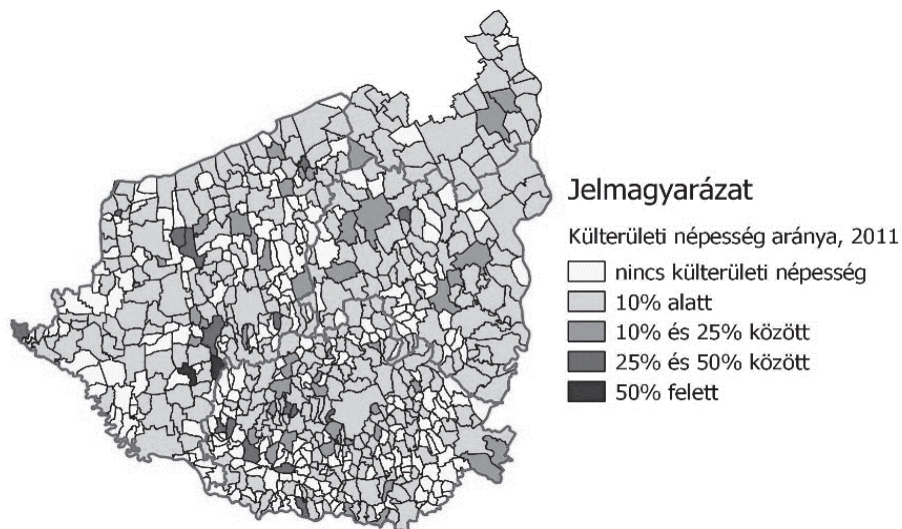 Jelmagyarázat
Külterületi népesség aránya, 2011
nincs külterületi népesség
10% alatt
10% és 25% között
25% és 50% között
50% felett